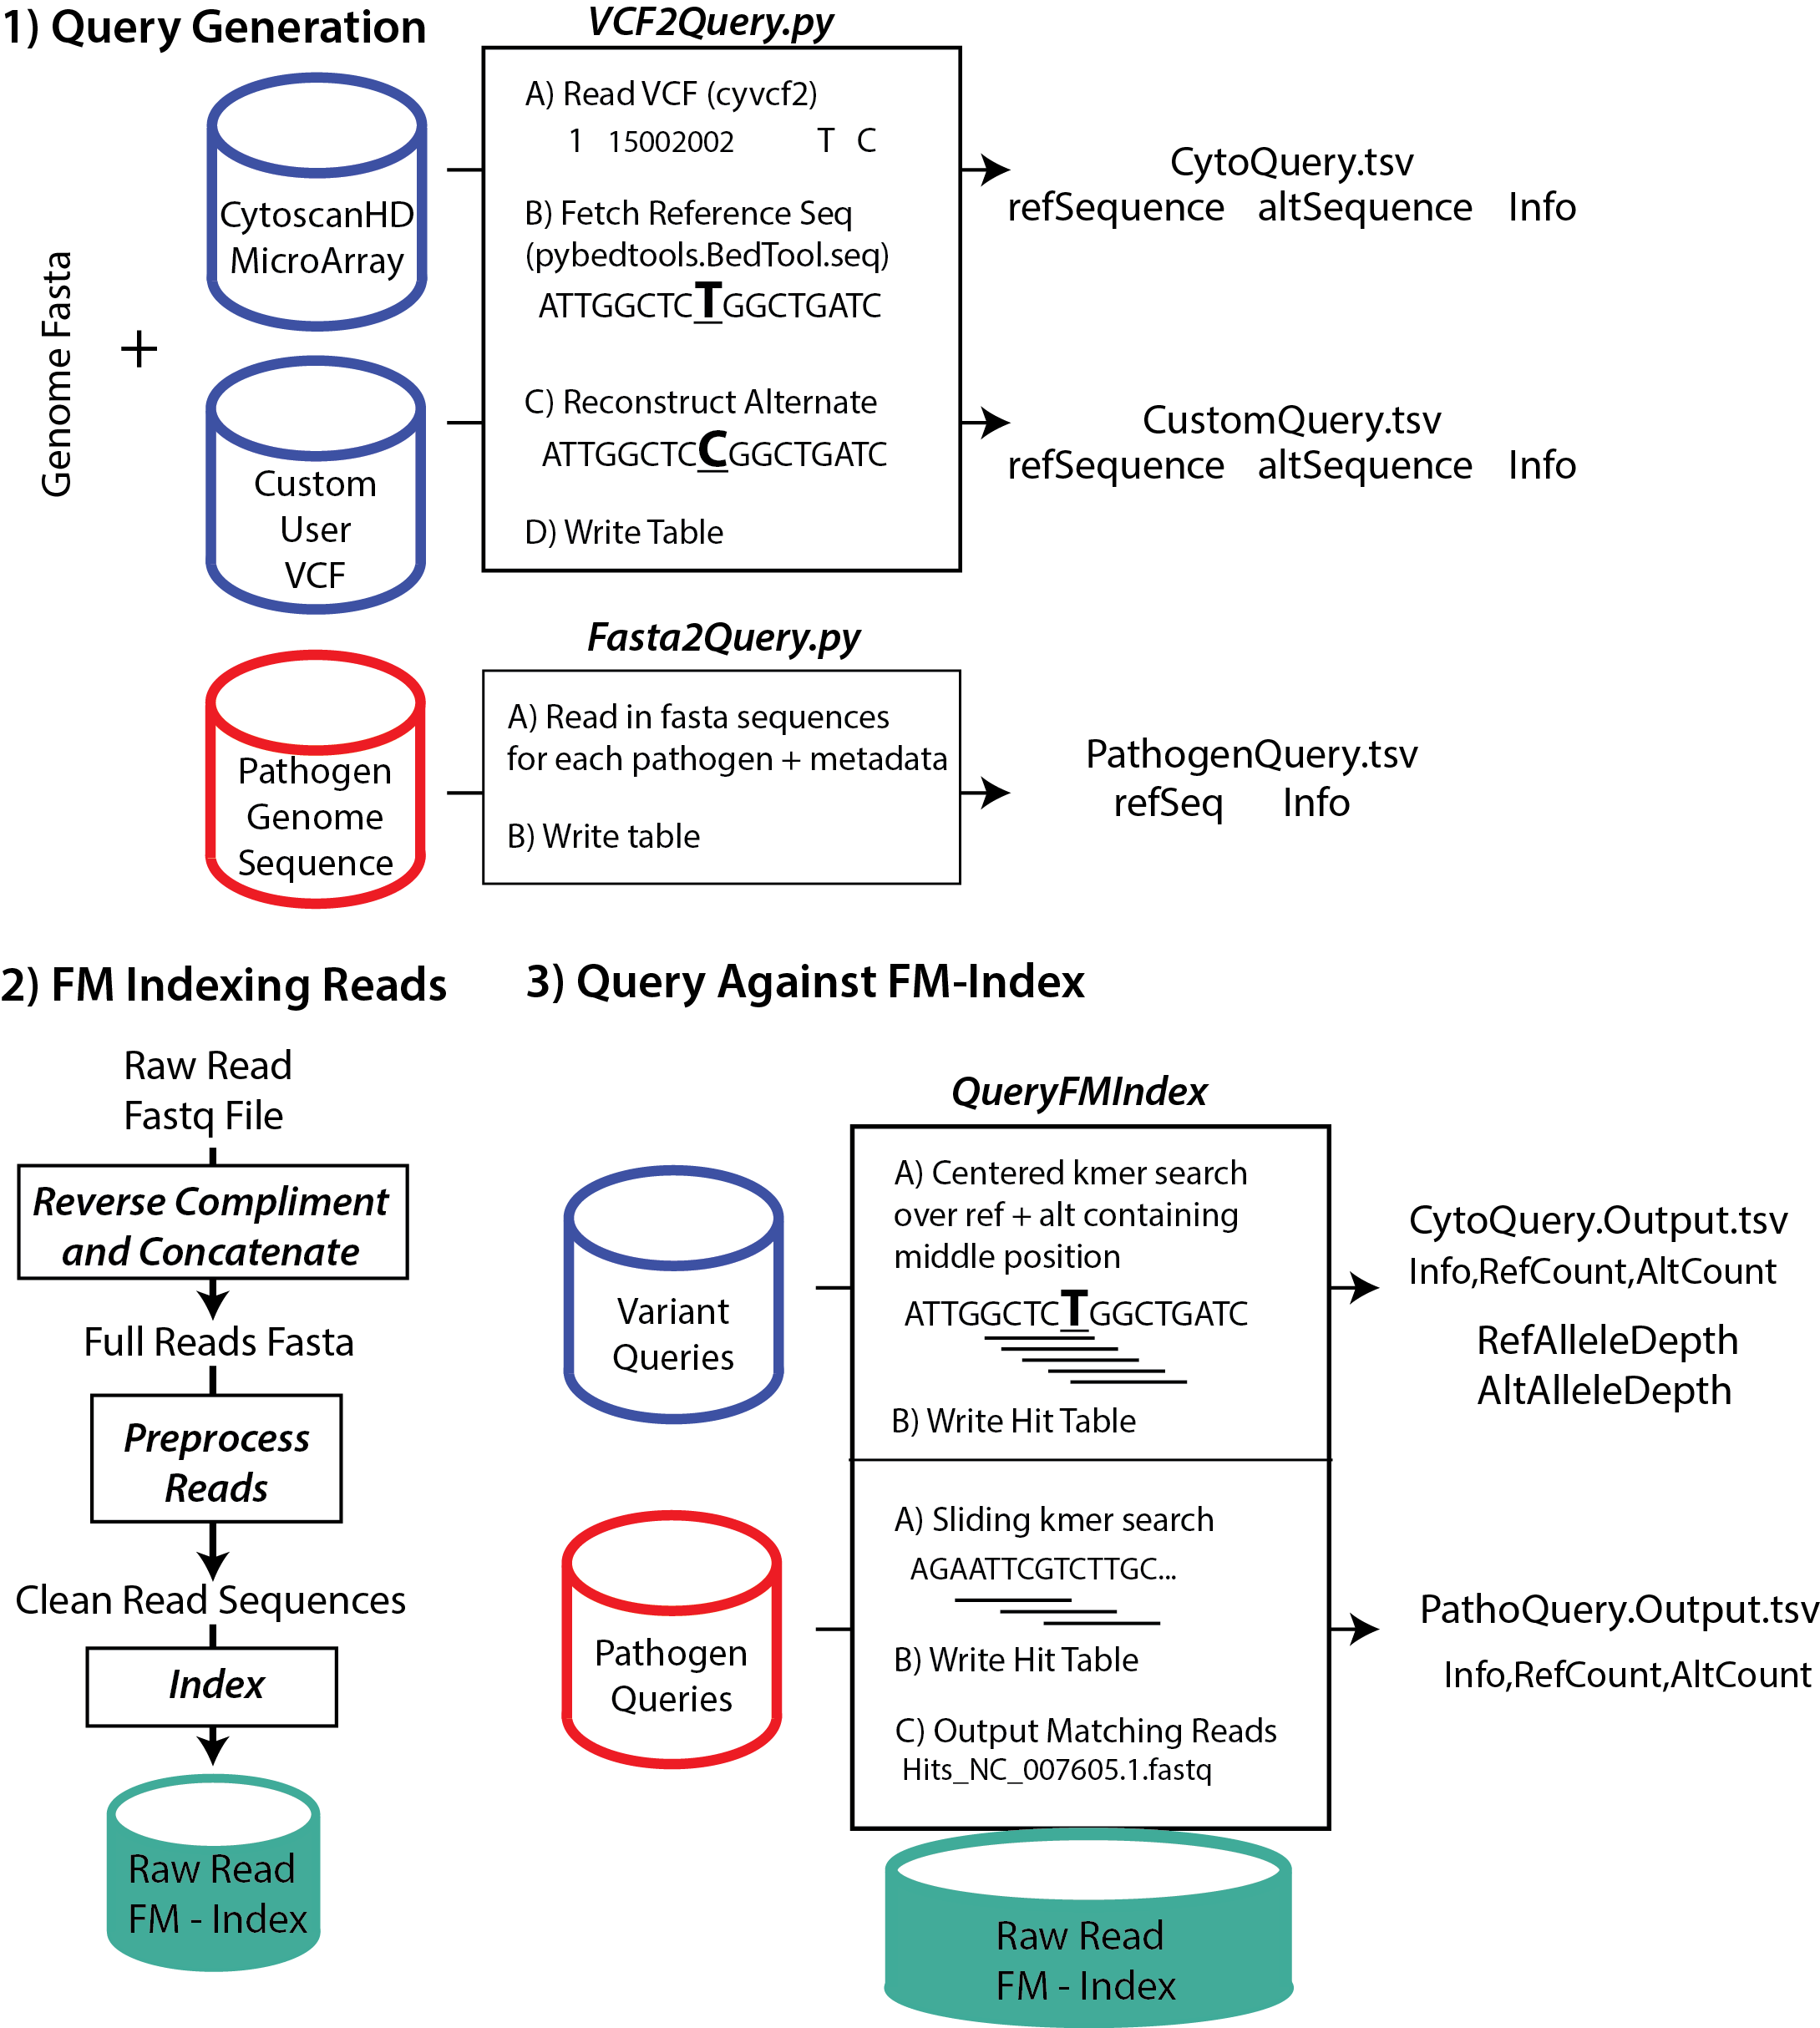 1) Query Generation
Genome Fasta
+
CytoscanHD
MicroArray
Custom
User
VCF
VCF2Query.py
A) Read VCF (cyvcf2)
1 15002002 T C
B) Fetch Reference Seq
(pybedtools.BedTool.seq)
ATTGGCTCTGGCTGATC
C) Reconstruct Alternate
ATTGGCTCCGGCTGATC
D) Write Table
CytoQuery.tsv
refSequence altSequence Info
CustomQuery.tsv
refSequence altSequence Info
Pathogen
Genome
Sequence
Fasta2Query.py
A) Read in fasta sequences
for each pathogen + metadata
B) Write table
PathogenQuery.tsv
refSeq Info
2) FM Indexing Reads
Raw Read
Fastq File
Reverse Compliment
and Concatenate
Full Reads Fasta
Preprocess
Reads
Clean Read Sequences
Index
Raw Read
FM - Index
3) Query Against FM-Index
Variant
Queries
QueryFMIndex
A) Centered kmer search
over ref + alt containing
middle position
ATTGGCTCTGGCTGATC
B) Write Hit Table
CytoQuery.Output.tsv
Info,RefCount,AltCount
RefAlleleDepth
AltAlleleDepth
Pathogen
Queries
A) Sliding kmer search
AGAATTCGTCTTGC...
B) Write Hit Table
C) Output Matching Reads
Hits_NC_007605.1.fastq
PathoQuery.Output.tsv
Info,RefCount,AltCount
Raw Read
FM - Index